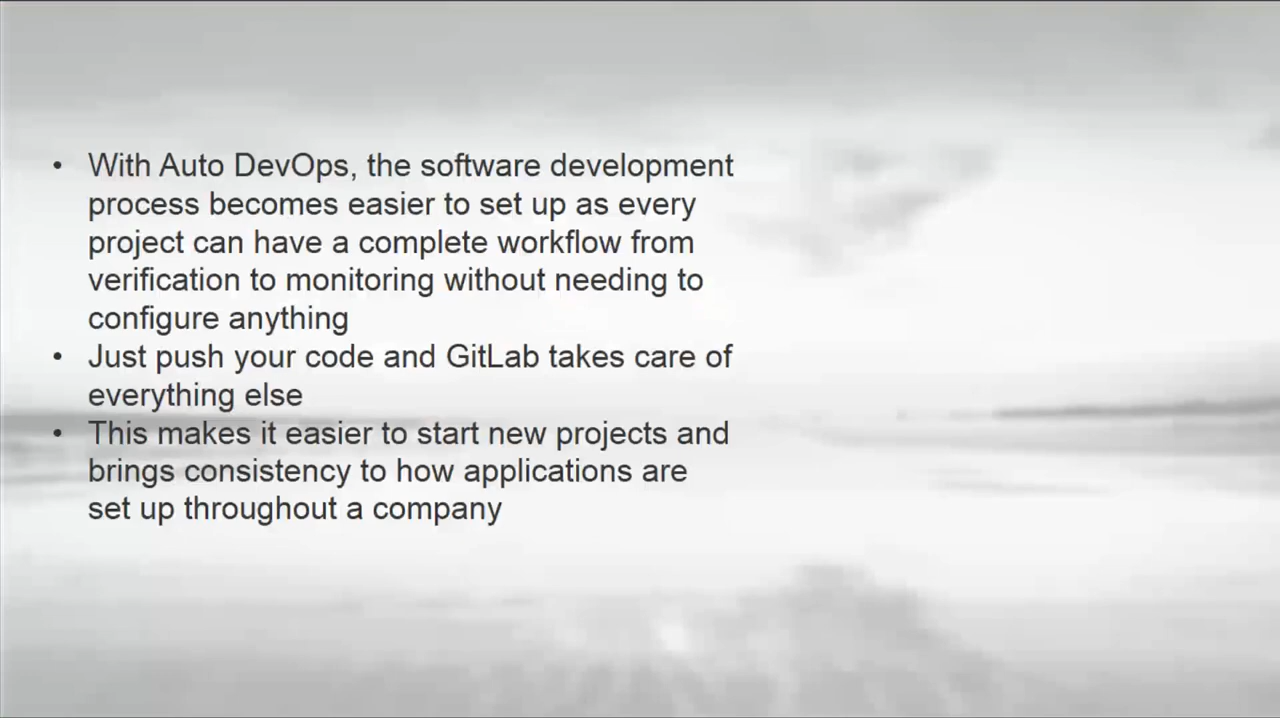 • With Auto DevOps, the software development
process becomes easier to set up as every
project can have a complete workflow from
verification to monitoring without needing to
configure anything
• Just push your code and GitLab takes care of
everything else
• This makes it easier to start new projects and
brings consistency to how applications are
set up throughout a company